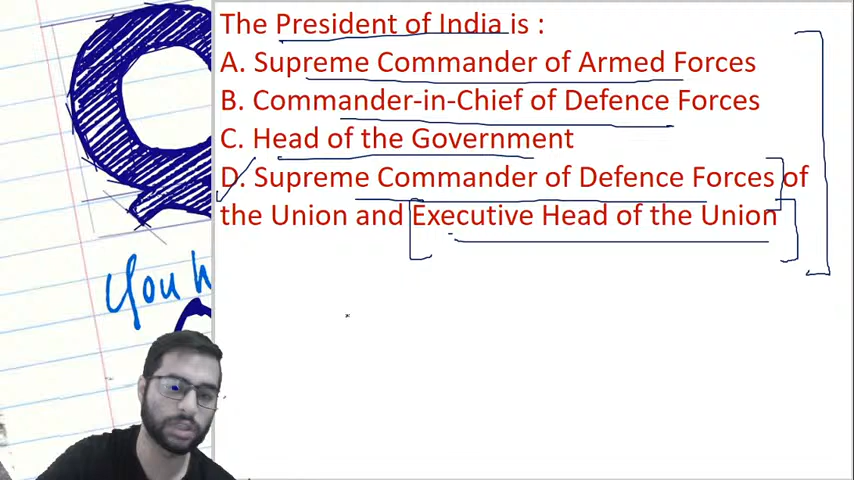 The President of India is :
A. Supreme Commander of Armed Forces
B. Commander-in-Chief of Defence Forces
C. Head of the Government
D. Supreme Commander of Defence Forces of
the Union and Executive Head of the Union
You